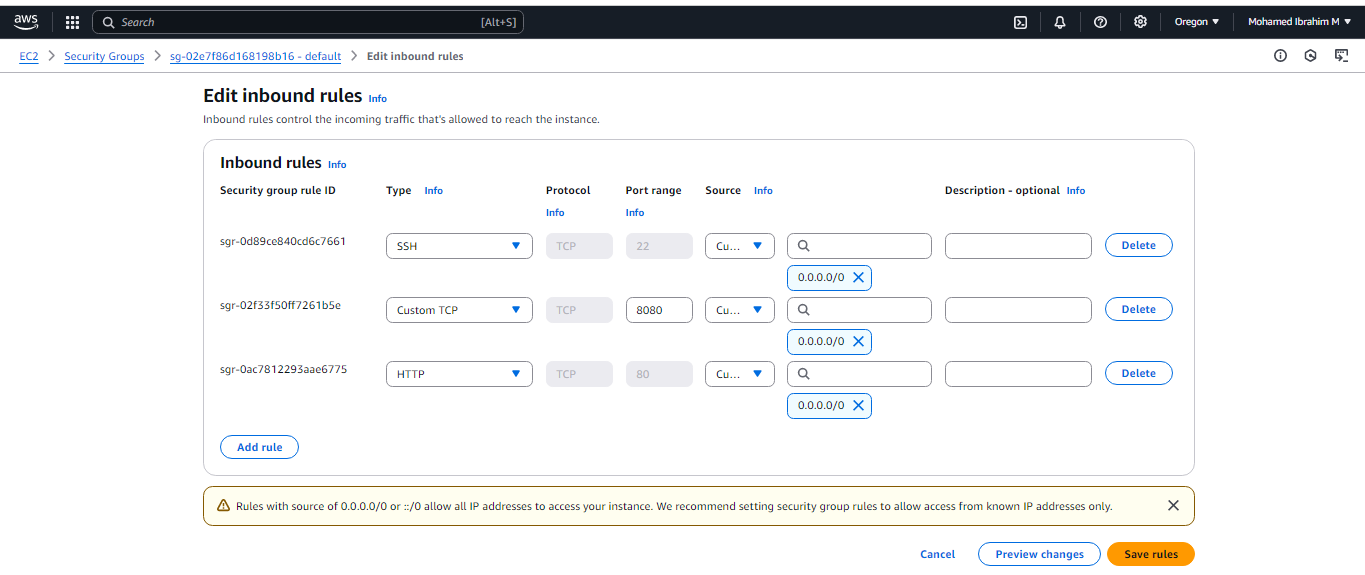 aws Search [Alt+S] Oregon Mohamed Ibrahim M
EC2 Security Groups sg-02e7f86d168198b16 - default Edit inbound rules
Edit inbound rules Info
Inbound rules control the incoming traffic that's allowed to reach the instance.
Inbound rules Info
Security group rule ID Type Info Protocol Port range Source Info Description - optional Info
Info Info
sgr-0d89ce840cd6c7661 SSH TCP 22 Cu... Delete
0.0.0.0/0
sgr-02f33f50ff7261b5e Custom TCP TCP 8080 Cu... Delete
0.0.0.0/0
sgr-0ac7812293aae6775 HTTP TCP 80 Cu... Delete
0.0.0.0/0
Add rule
Rules with source of 0.0.0.0/0 or ::/0 allow all IP addresses to access your instance. We recommend setting security group rules to allow access from known IP addresses only.
Cancel Preview changes Save rules